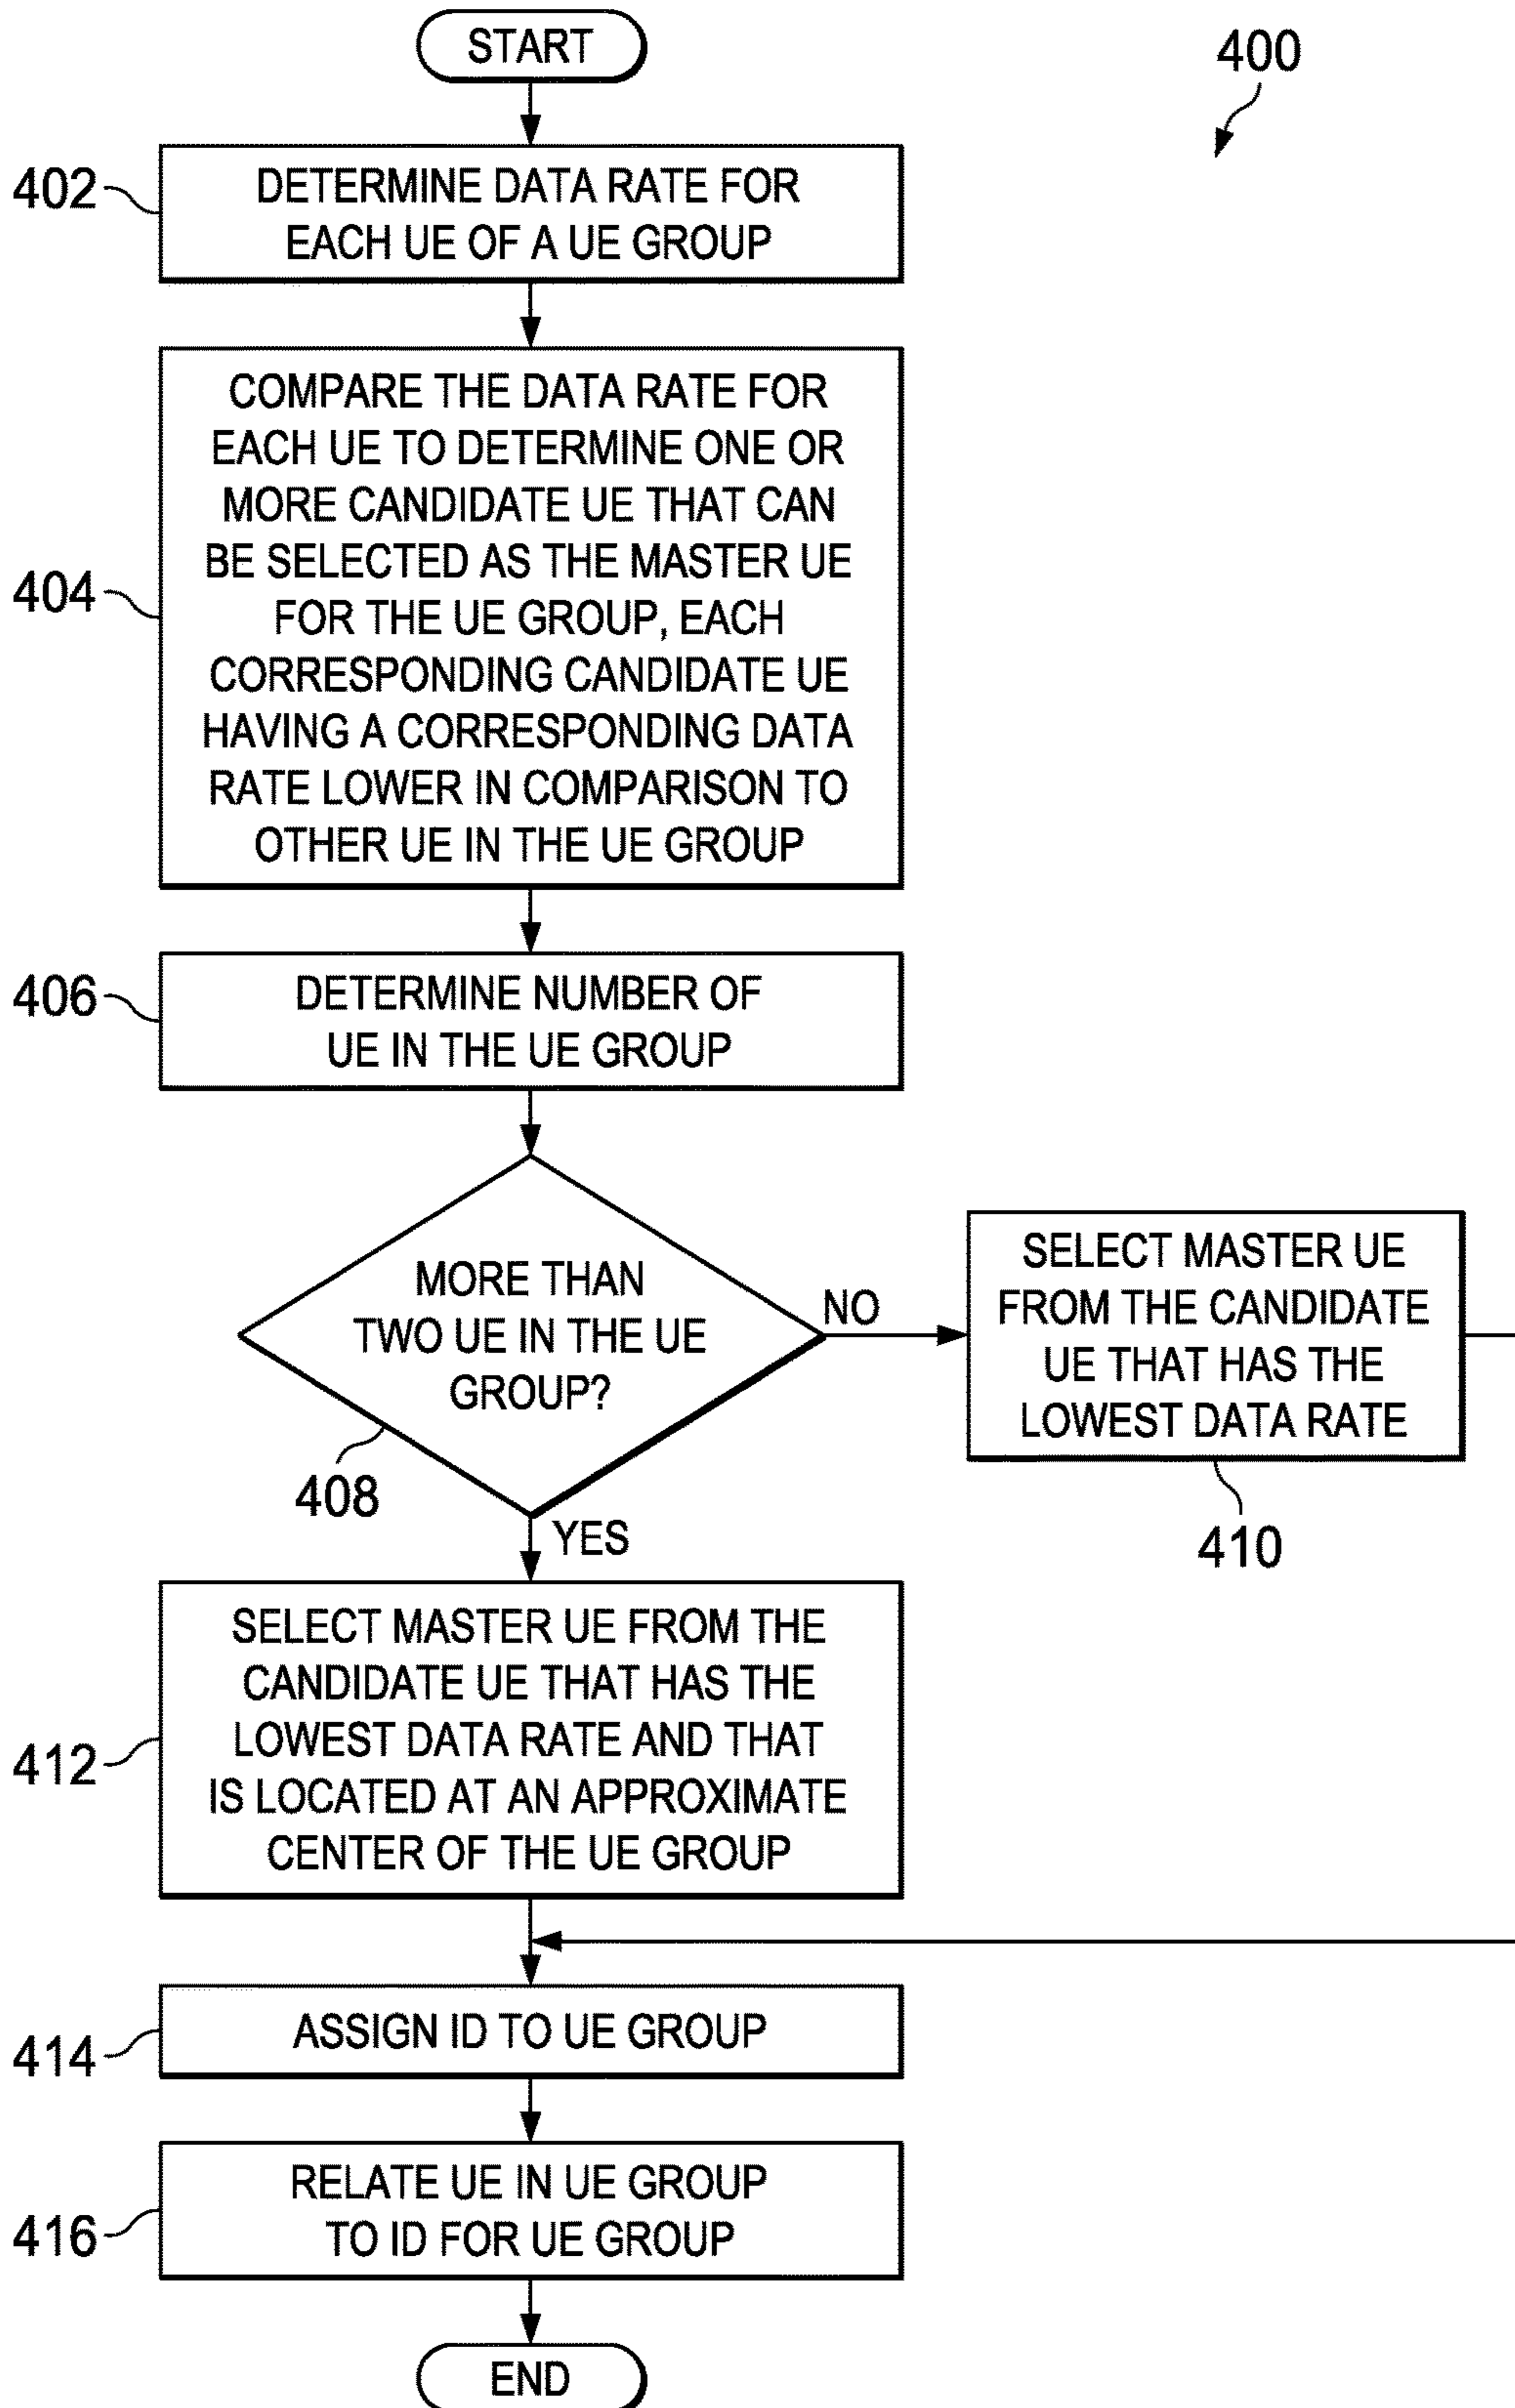 START
400
402
DETERMINE DATA RATE FOR
EACH UE OF A UE GROUP
404
COMPARE THE DATA RATE FOR
EACH UE TO DETERMINE ONE OR
MORE CANDIDATE UE THAT CAN
BE SELECTED AS THE MASTER UE
FOR THE UE GROUP, EACH
CORRESPONDING CANDIDATE UE
HAVING A CORRESPONDING DATA
RATE LOWER IN COMPARISON TO
OTHER UE IN THE UE GROUP
406
DETERMINE NUMBER OF
UE IN THE UE GROUP
MORE THAN
TWO UE IN THE UE
GROUP?
408
NO
SELECT MASTER UE
FROM THE CANDIDATE
UE THAT HAS THE
LOWEST DATA RATE
410
YES
412
SELECT MASTER UE FROM THE
CANDIDATE UE THAT HAS THE
LOWEST DATA RATE AND THAT
IS LOCATED AT AN APPROXIMATE
CENTER OF THE UE GROUP
414
ASSIGN ID TO UE GROUP
416
RELATE UE IN UE GROUP
TO ID FOR UE GROUP
END